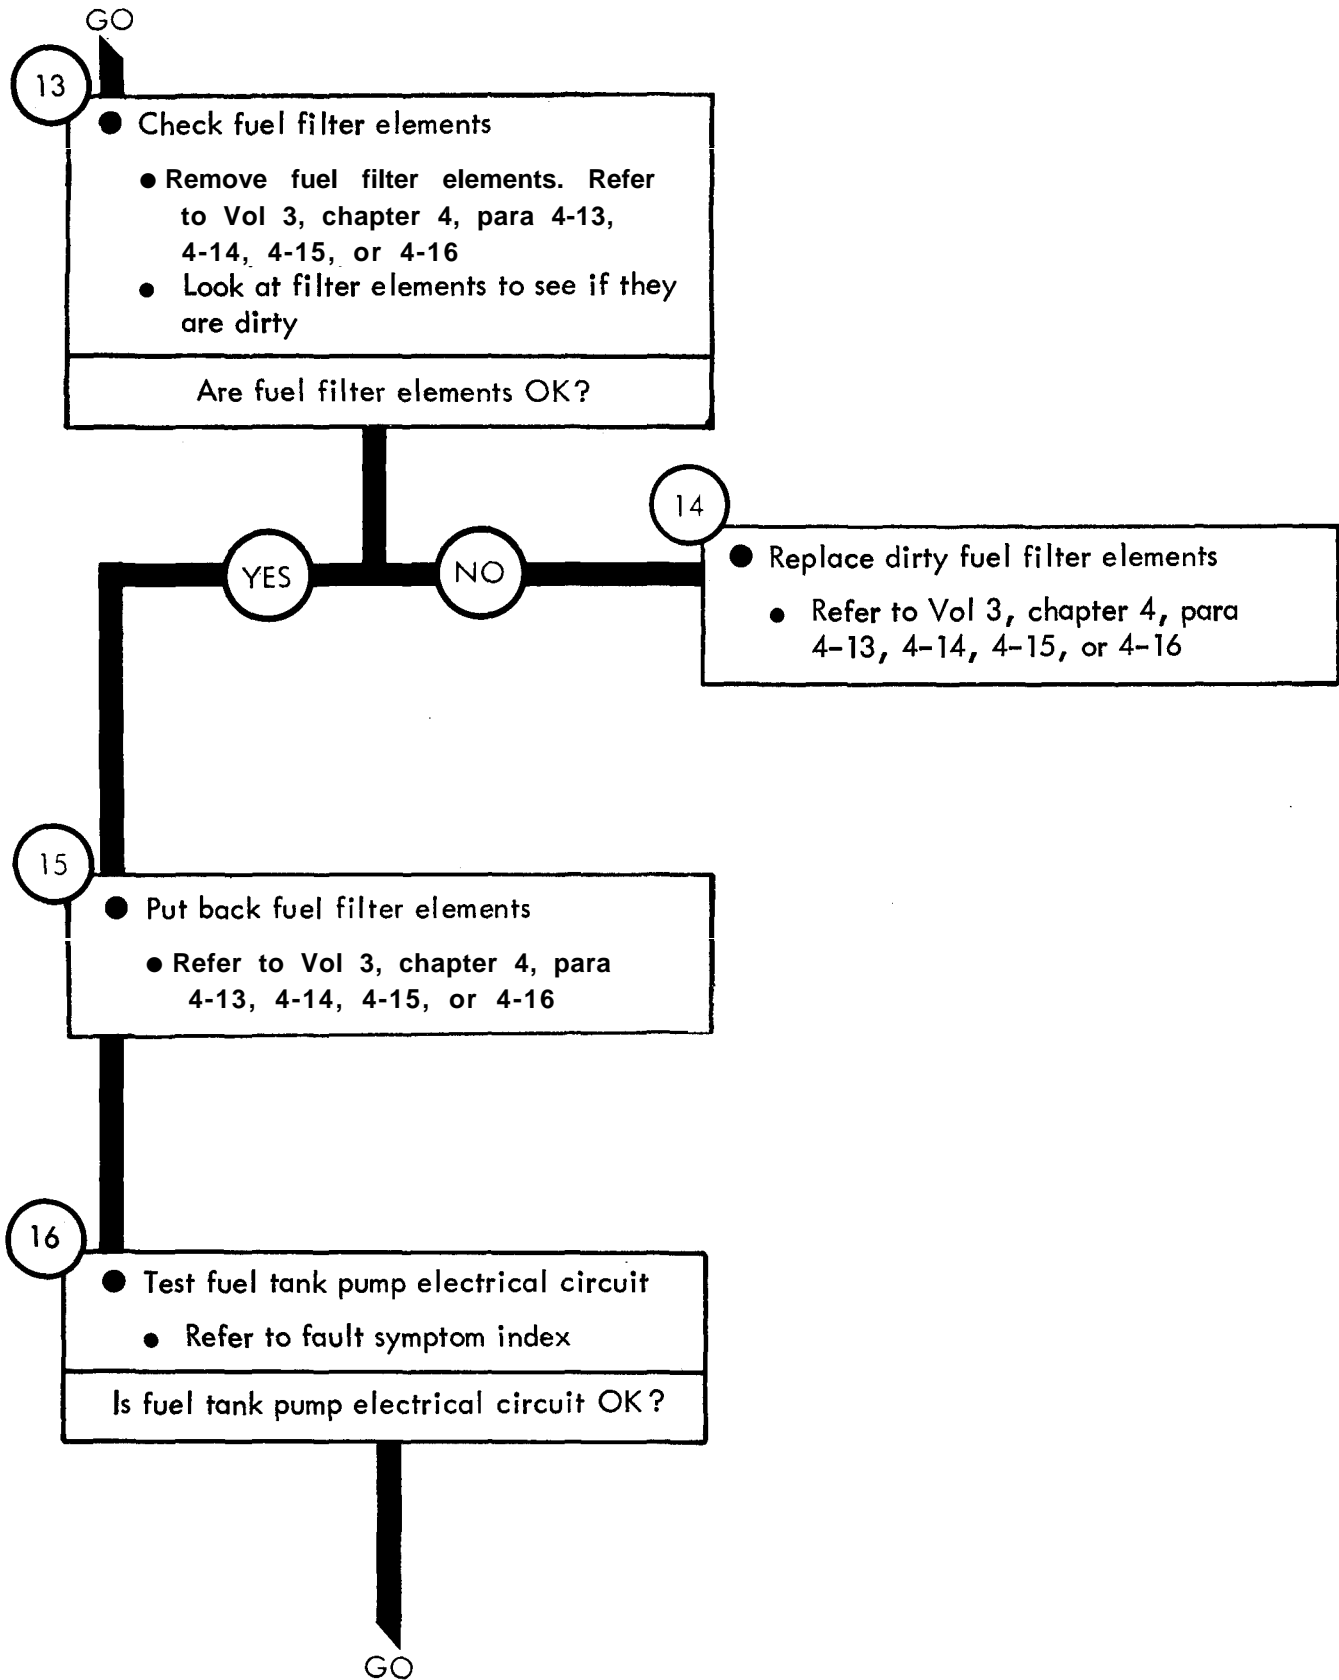 GO
13
● Check fuel filter elements
● Remove fuel filter elements. Refer
to Vol 3, chapter 4, para 4-13,
4-14, 4-15, or 4-16
● Look at filter elements to see if they
are dirty
Are fuel filter elements OK?
YES
NO
14
● Replace dirty fuel filter elements
● Refer to Vol 3, chapter 4, para
4-13, 4-14, 4-15, or 4-16
15
● Put back fuel filter elements
● Refer to Vol 3, chapter 4, para
4-13, 4-14, 4-15, or 4-16
16
● Test fuel tank pump electrical circuit
● Refer to fault symptom index
Is fuel tank pump electrical circuit OK?
GO